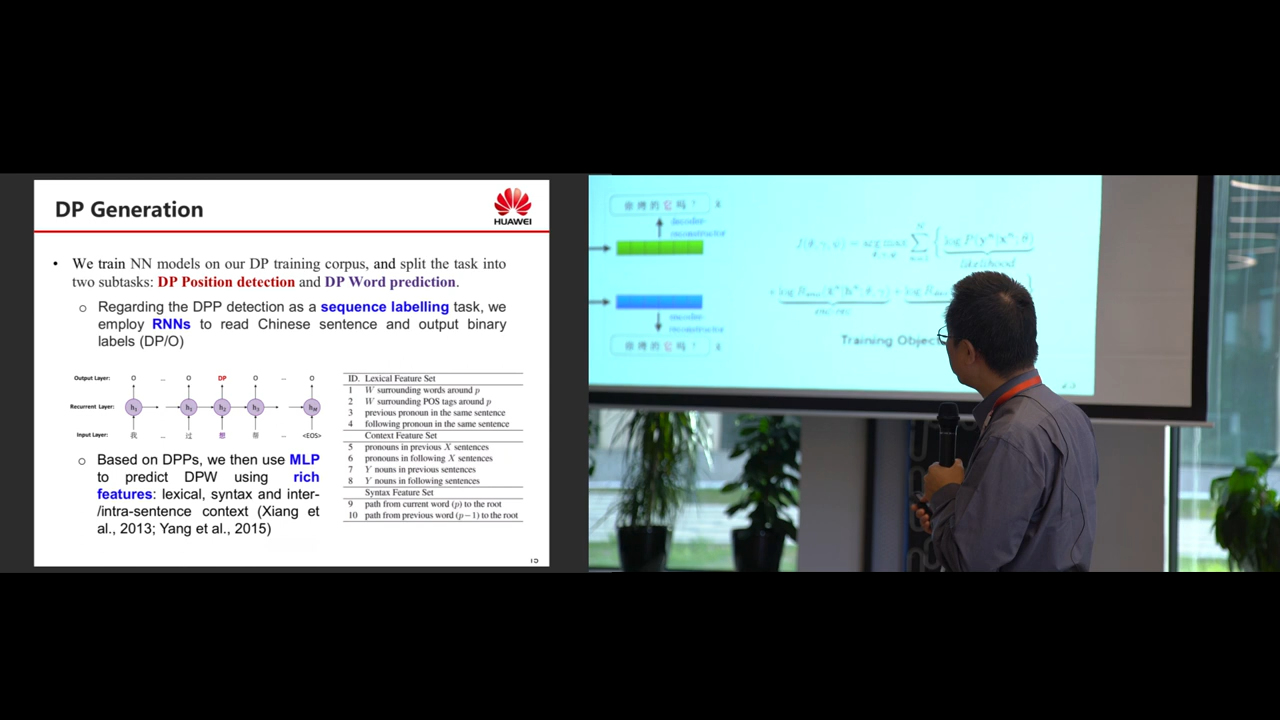 DP Generation
HUAWEI
• We train NN models on our DP training corpus, and split the task into
two subtasks: DP Position detection and DP Word prediction.
o Regarding the DPP detection as a sequence labelling task, we
employ RNNs to read Chinese sentence and output binary
labels (DP/O)
Output Layer: O ... O DP O ... O
Recurrent Layer:
Input Layer: 我 ... 过 想 帮 ... <EOS>
o Based on DPPs, we then use MLP
to predict DPW using rich
features: lexical, syntax and inter-
/intra-sentence context (Xiang et
al., 2013; Yang et al., 2015)
ID. Lexical Feature Set
1 W surrounding words around p
2 W surrounding POS tags around p
3 previous pronoun in the same sentence
4 following pronoun in the same sentence
Context Feature Set
5 pronouns in previous X sentences
6 pronouns in following X sentences
7 Y nouns in previous sentences
8 Y nouns in following sentences
Syntax Feature Set
9 path from current word (p) to the root
10 path from previous word (p−1) to the root
15
decoder-
reconstructor
encoder-
reconstructor
likelihood
Training Objec